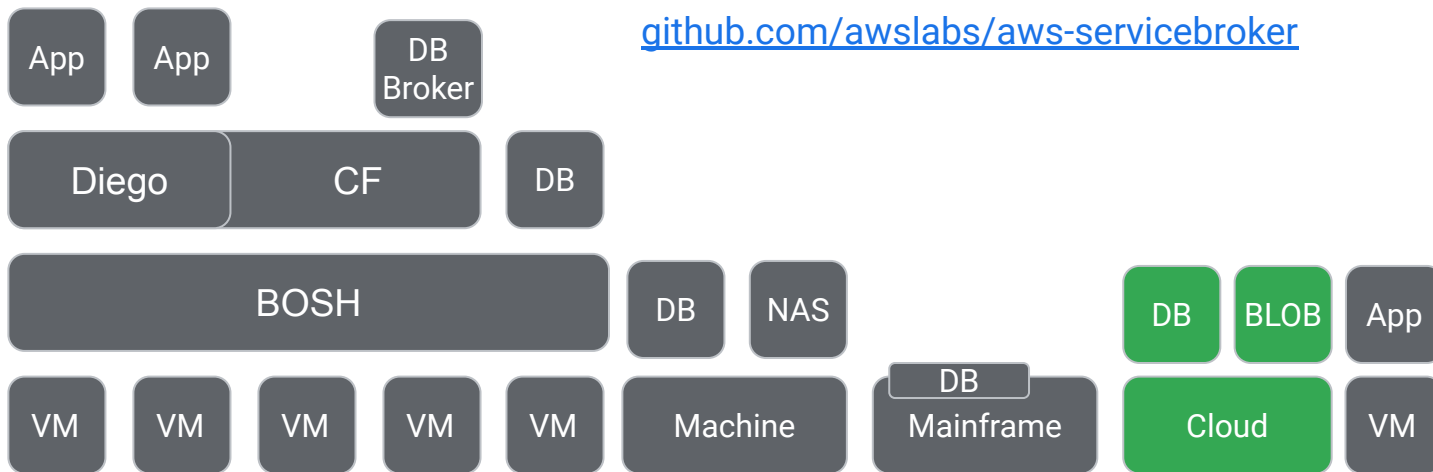 github.com/awslabs/aws-servicebroker
App
App
DB
Broker
Diego
CF
DB
BOSH
DB
NAS
DB
BLOB
App
VM
VM
VM
VM
VM
Machine
DB
Mainframe
Cloud
VM